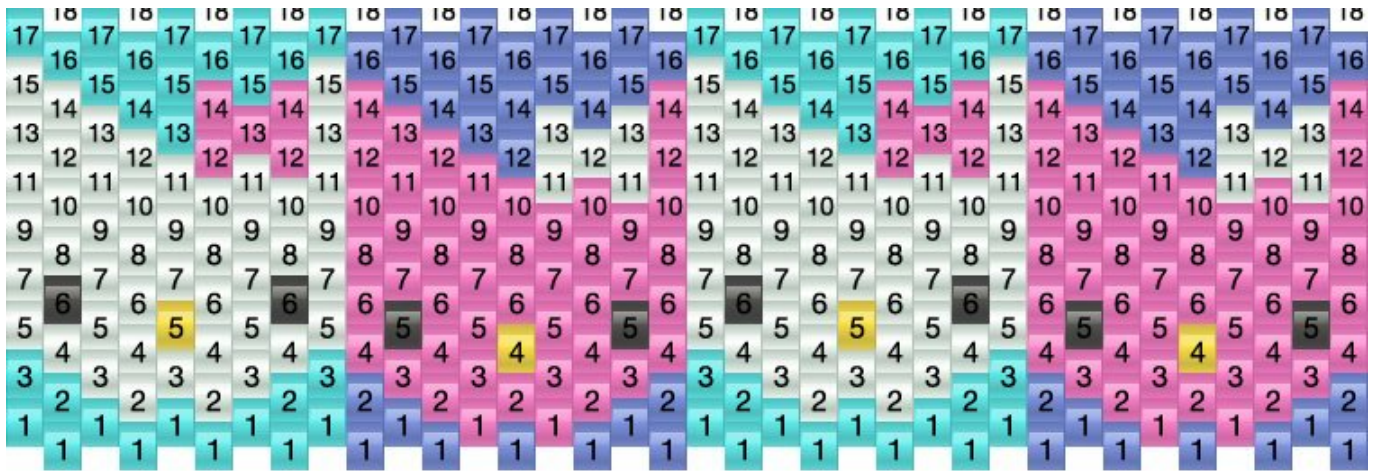 18 18 18 18 18 18 18 18 18 18 18 18 18 18 18 18 18 18
17 17 17 17 17 17 17 17 17 17 17 17 17 17 17 17 17 17
16 16 16 16 16 16 16 16 16 16 16 16 16 16 16 16 16 16
15 15 15 15 15 15 15 15 15 15 15 15 15 15 15 15 15 15
14 14 14 14 14 14 14 14 14 14 14 14 14 14 14 14 14 14
13 13 13 13 13 13 13 13 13 13 13 13 13 13 13 13 13 13
12 12 12 12 12 12 12 12 12 12 12 12 12 12 12 12 12 12
11 11 11 11 11 11 11 11 11 11 11 11 11 11 11 11 11 11
10 10 10 10 10 10 10 10 10 10 10 10 10 10 10 10 10 10
9 9 9 9 9 9 9 9 9 9 9 9 9 9 9 9 9 9
8 8 8 8 8 8 8 8 8 8 8 8 8 8 8 8 8 8
7 7 7 7 7 7 7 7 7 7 7 7 7 7 7 7 7 7
6 6 6 6 6 6 6 6 6 6 6 6 6 6 6 6 6 6
5 5 5 5 5 5 5 5 5 5 5 5 5 5 5 5 5 5
4 4 4 4 4 4 4 4 4 4 4 4 4 4 4 4 4 4
3 3 3 3 3 3 3 3 3 3 3 3 3 3 3 3 3 3
2 2 2 2 2 2 2 2 2 2 2 2 2 2 2 2 2 2
1 1 1 1 1 1 1 1 1 1 1 1 1 1 1 1 1 1
1 1 1 1 1 1 1 1 1 1 1 1 1 1 1 1 1 1